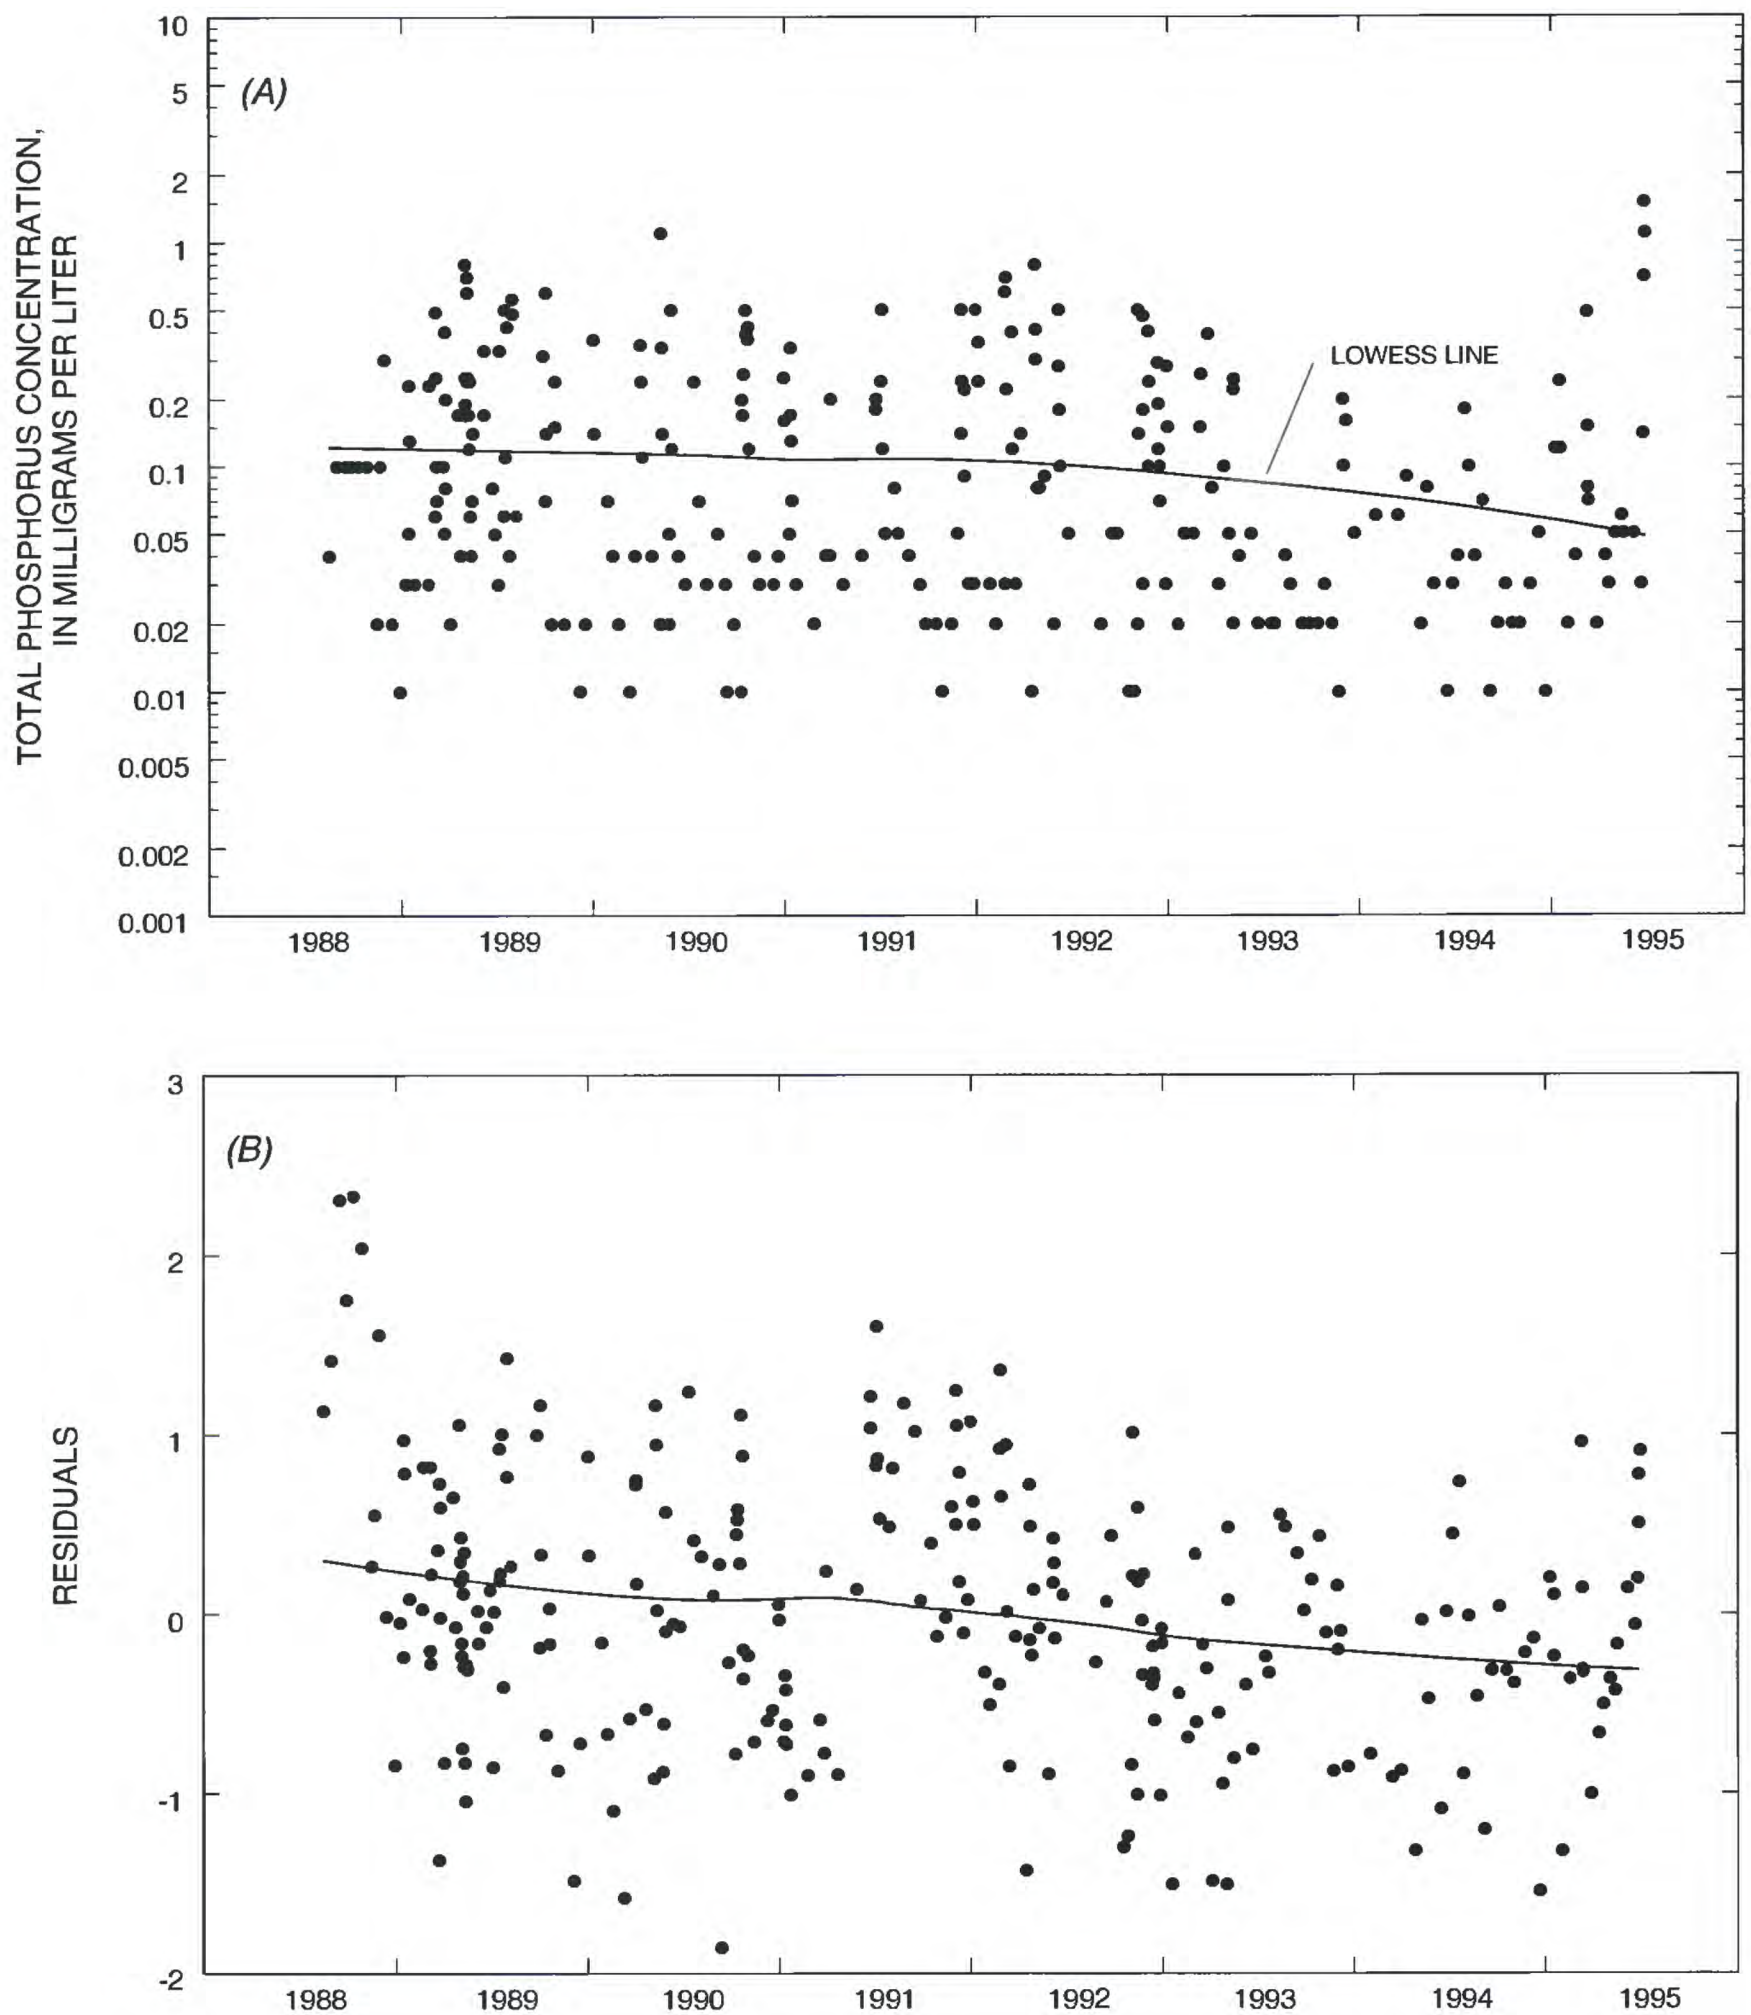 TOTAL PHOSPHORUS CONCENTRATION,
IN MILLIGRAMS PER LITER
(A)
10
5
2
1
0.5
0.2
0.1
0.05
0.02
0.01
0.005
0.002
0.001
LOWESS LINE
1988 1989 1990 1991 1992 1993 1994 1995
RESIDUALS
(B)
3
2
1
0
-1
-2
1988 1989 1990 1991 1992 1993 1994 1995